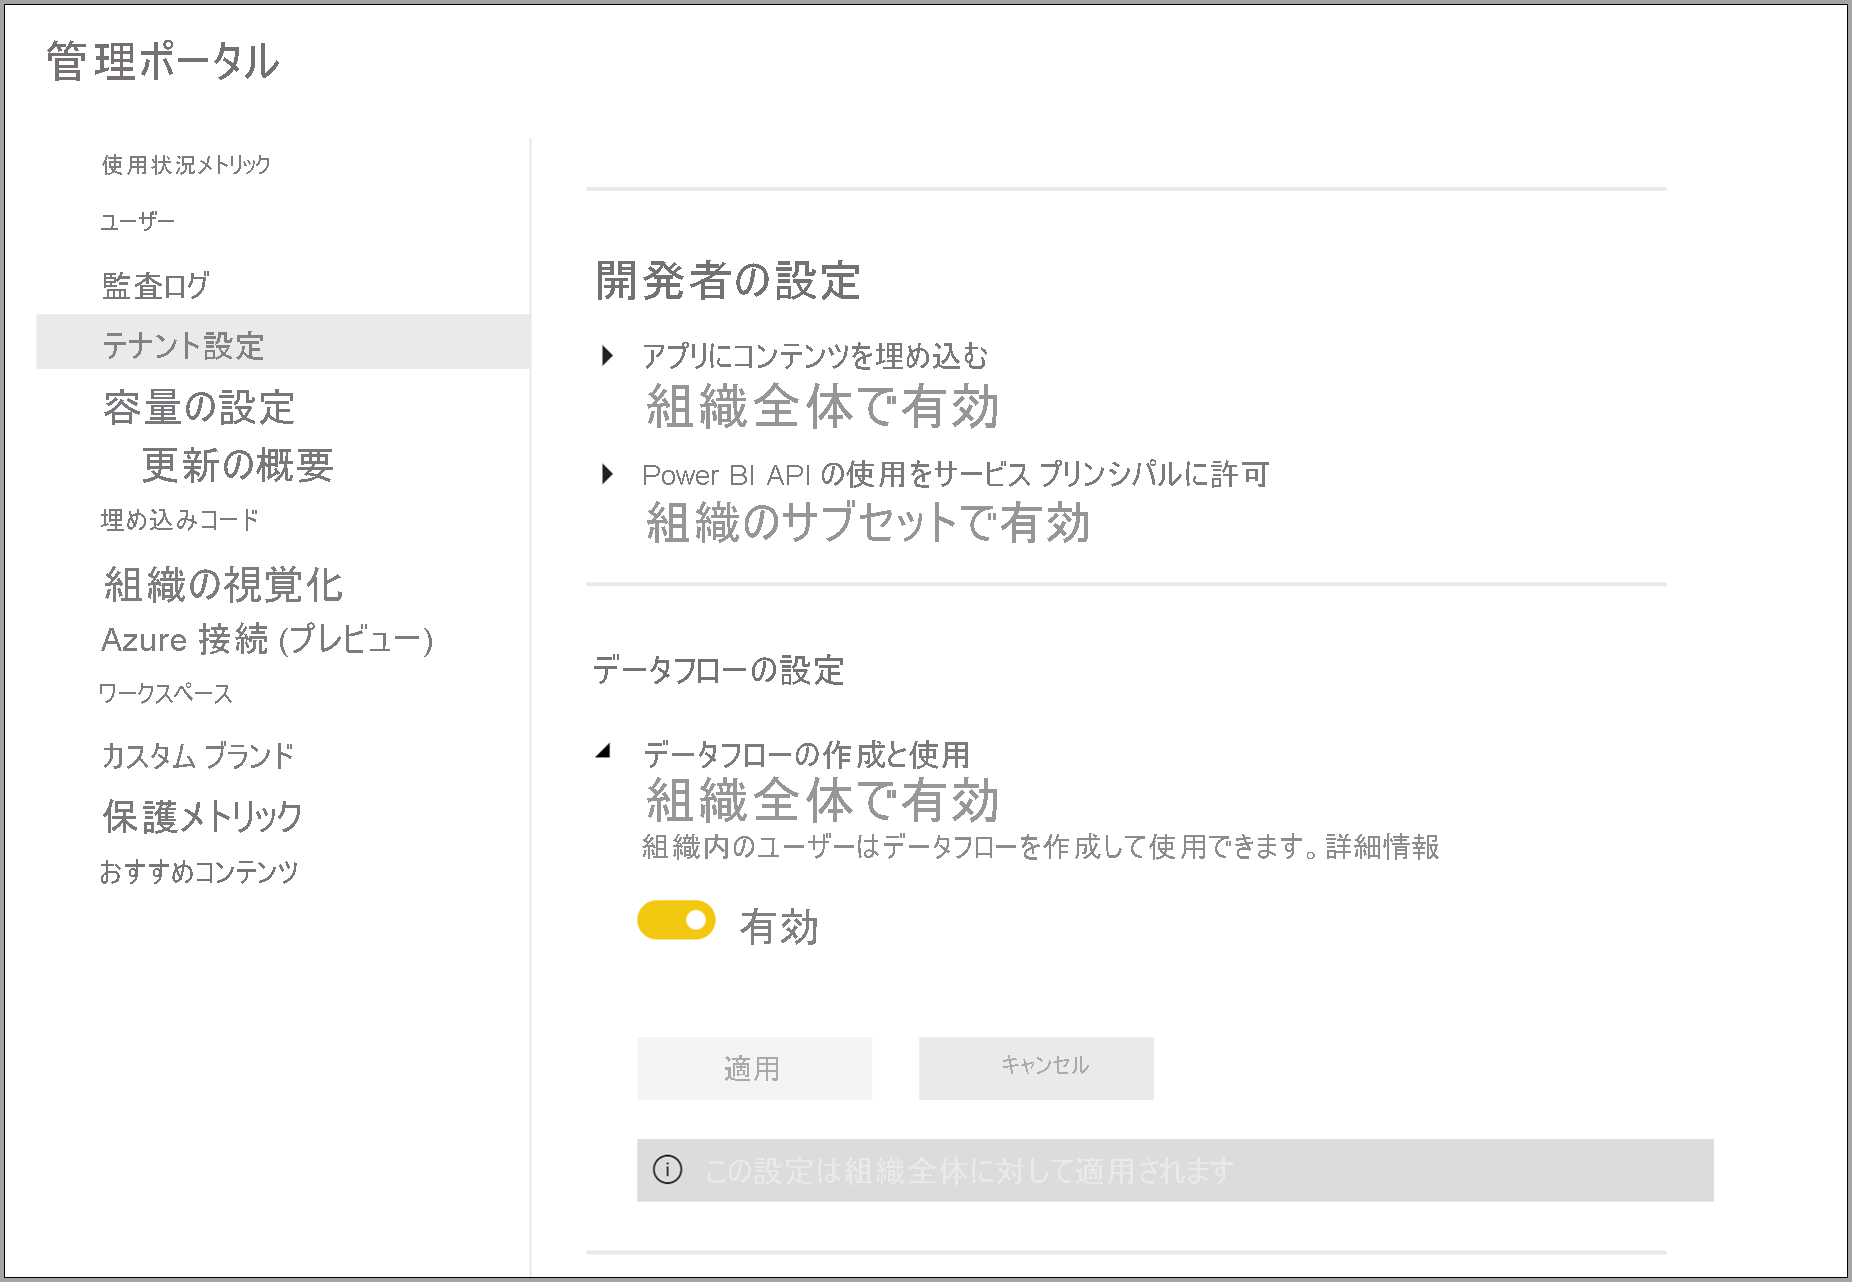 管理ポータル
使用状況メトリック
ユーザー
監査ログ
テナント設定
容量の設定
更新の概要
埋め込みコード
組織の視覚化
Azure 接続 (プレビュー)
ワークスペース
カスタム ブランド
保護メトリック
おすすめコンテンツ
開発者の設定
アプリにコンテンツを埋め込む
組織全体で有効
Power BI API の使用をサービス プリンシパルに許可
組織のサブセットで有効
データフローの設定
データフローの作成と使用
組織全体で有効
組織内のユーザーはデータフローを作成して使用できます。詳細情報
有効
適用
キャンセル
この設定は組織全体に対して適用されます